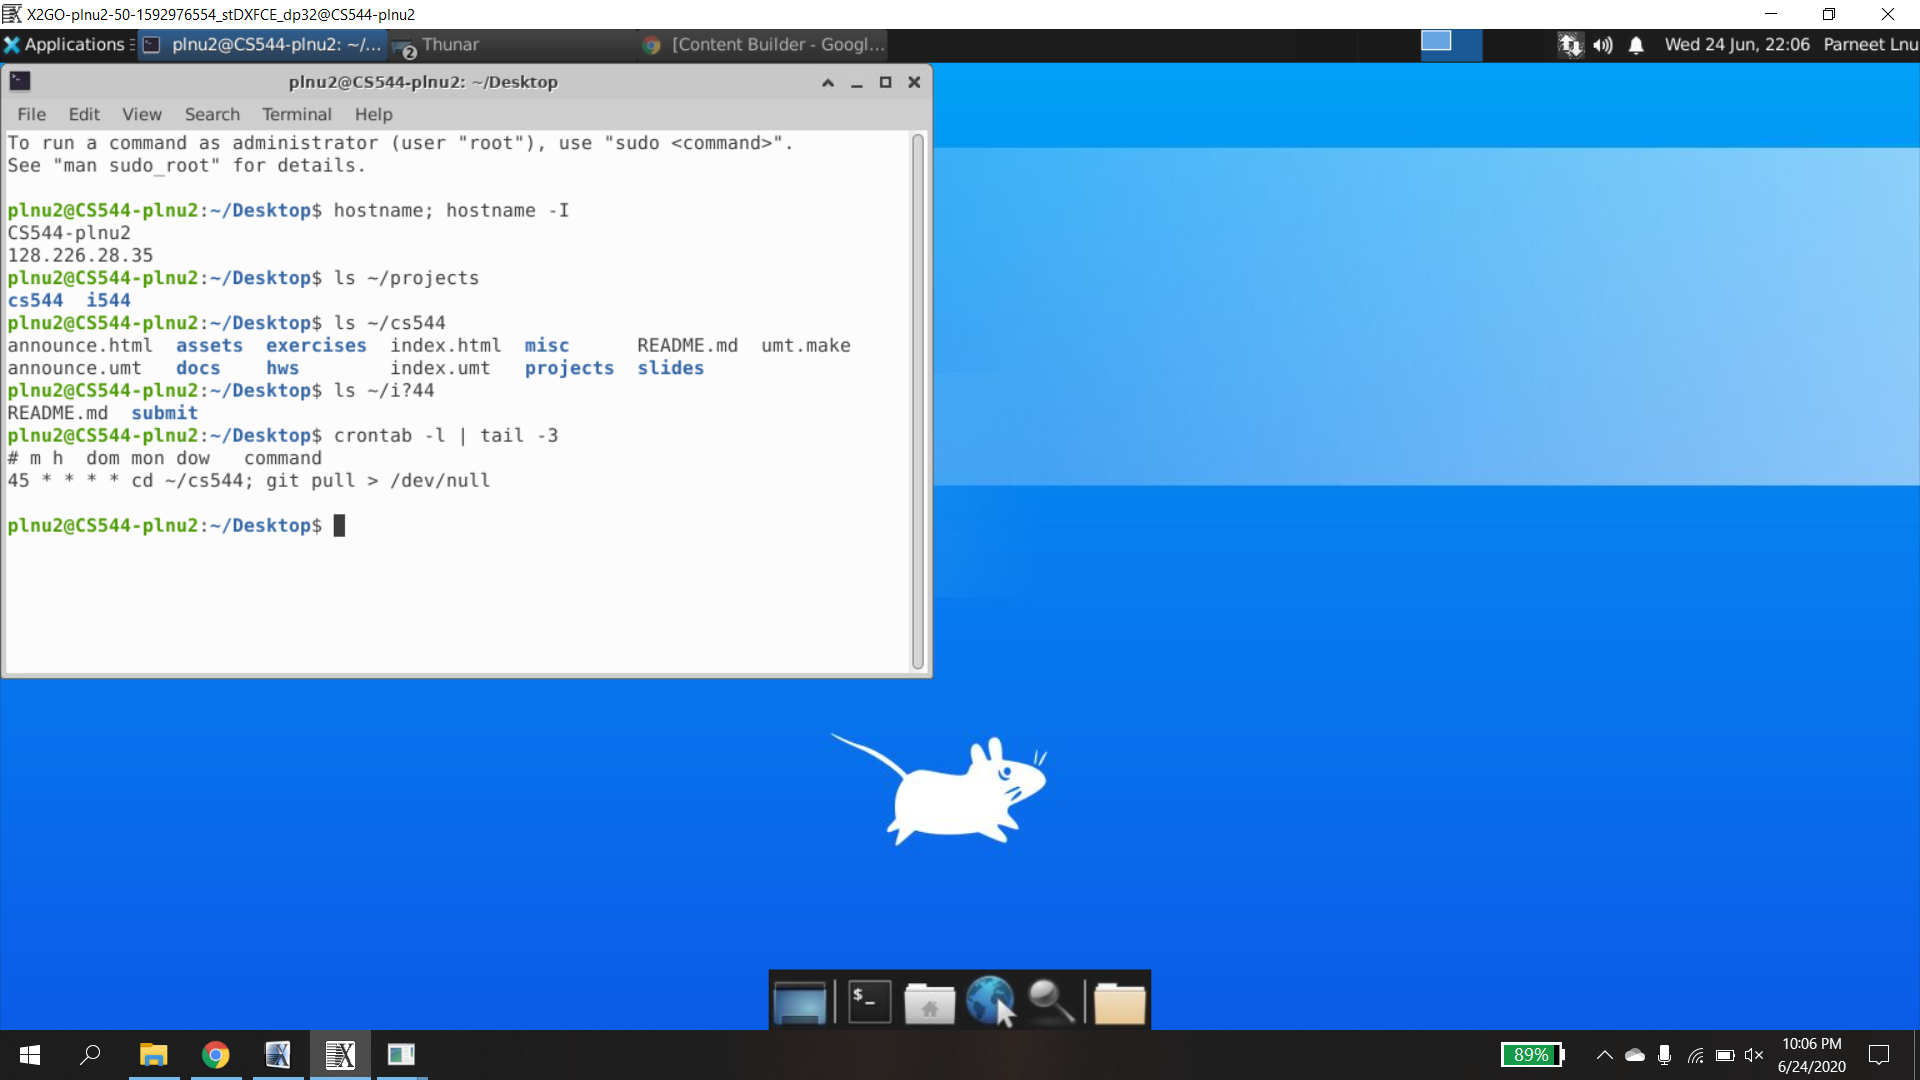 X2GO-plnu2-50-1592976554_stDXFCE_dp32@CS544-plnu2
Applications plnu2@CS544-plnu2: ~/... 2 Thunar [Content Builder - Googl... Wed 24 Jun, 22:06 Parneet Lnu
plnu2@CS544-plnu2: ~/Desktop
File Edit View Search Terminal Help
To run a command as administrator (user "root"), use "sudo <command>".
See "man sudo_root" for details.
plnu2@CS544-plnu2:~/Desktop$ hostname; hostname -I
CS544-plnu2
128.226.28.35
plnu2@CS544-plnu2:~/Desktop$ ls ~/projects
cs544  i544
plnu2@CS544-plnu2:~/Desktop$ ls ~/cs544
announce.html  assets  exercises  index.html  misc      README.md  umt.make
announce.umt   docs    hws        index.umt   projects  slides
plnu2@CS544-plnu2:~/Desktop$ ls ~/i?44
README.md  submit
plnu2@CS544-plnu2:~/Desktop$ crontab -l | tail -3
# m h  dom mon dow   command
45 * * * * cd ~/cs544; git pull > /dev/null
plnu2@CS544-plnu2:~/Desktop$
$_
89%
10:06 PM
6/24/2020